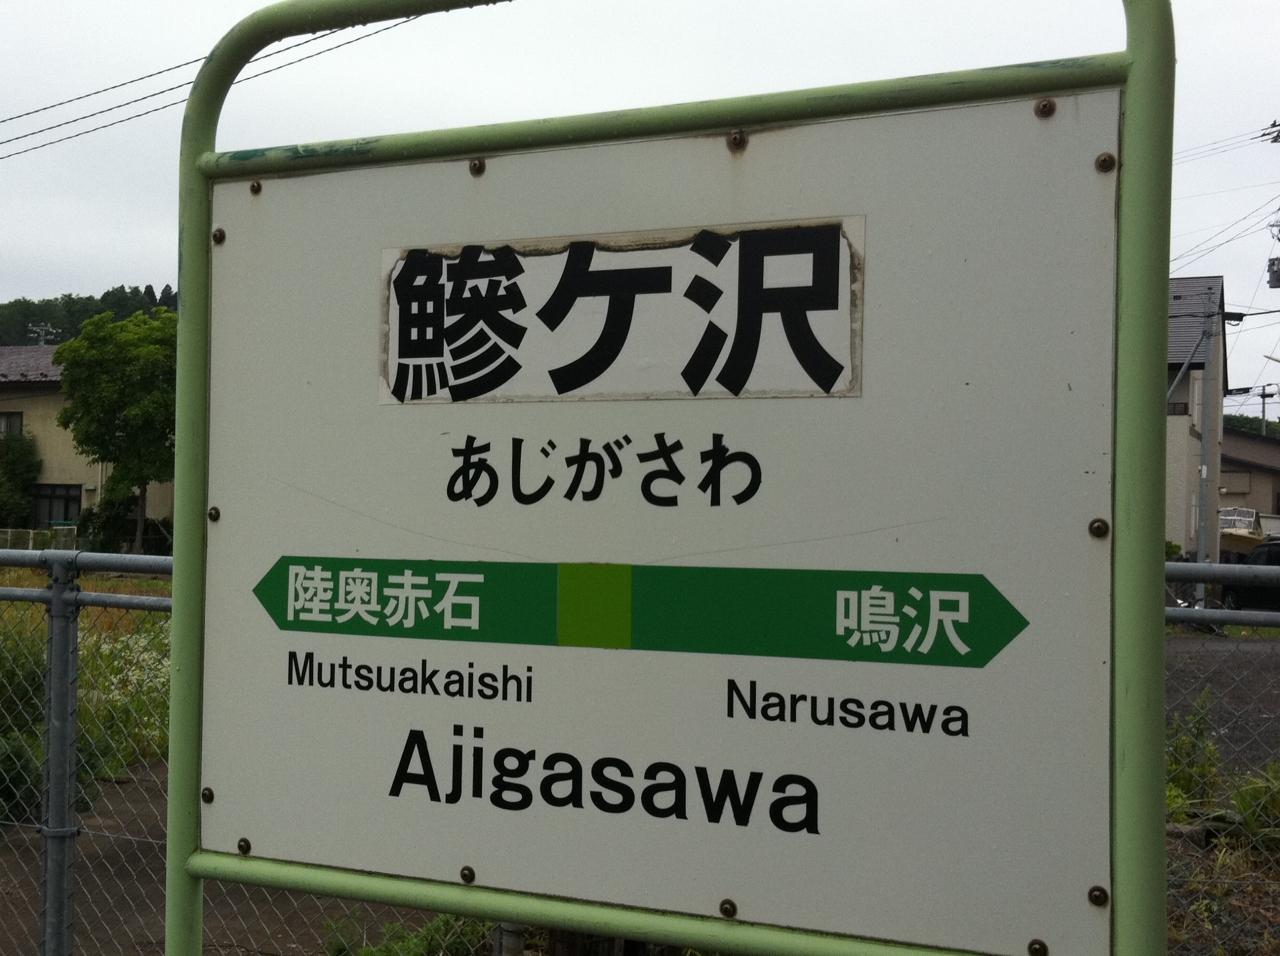 鰺ケ沢
あじがさわ
陸奥赤石 鳴沢
Mutsuakaishi Narusawa
Ajigasawa